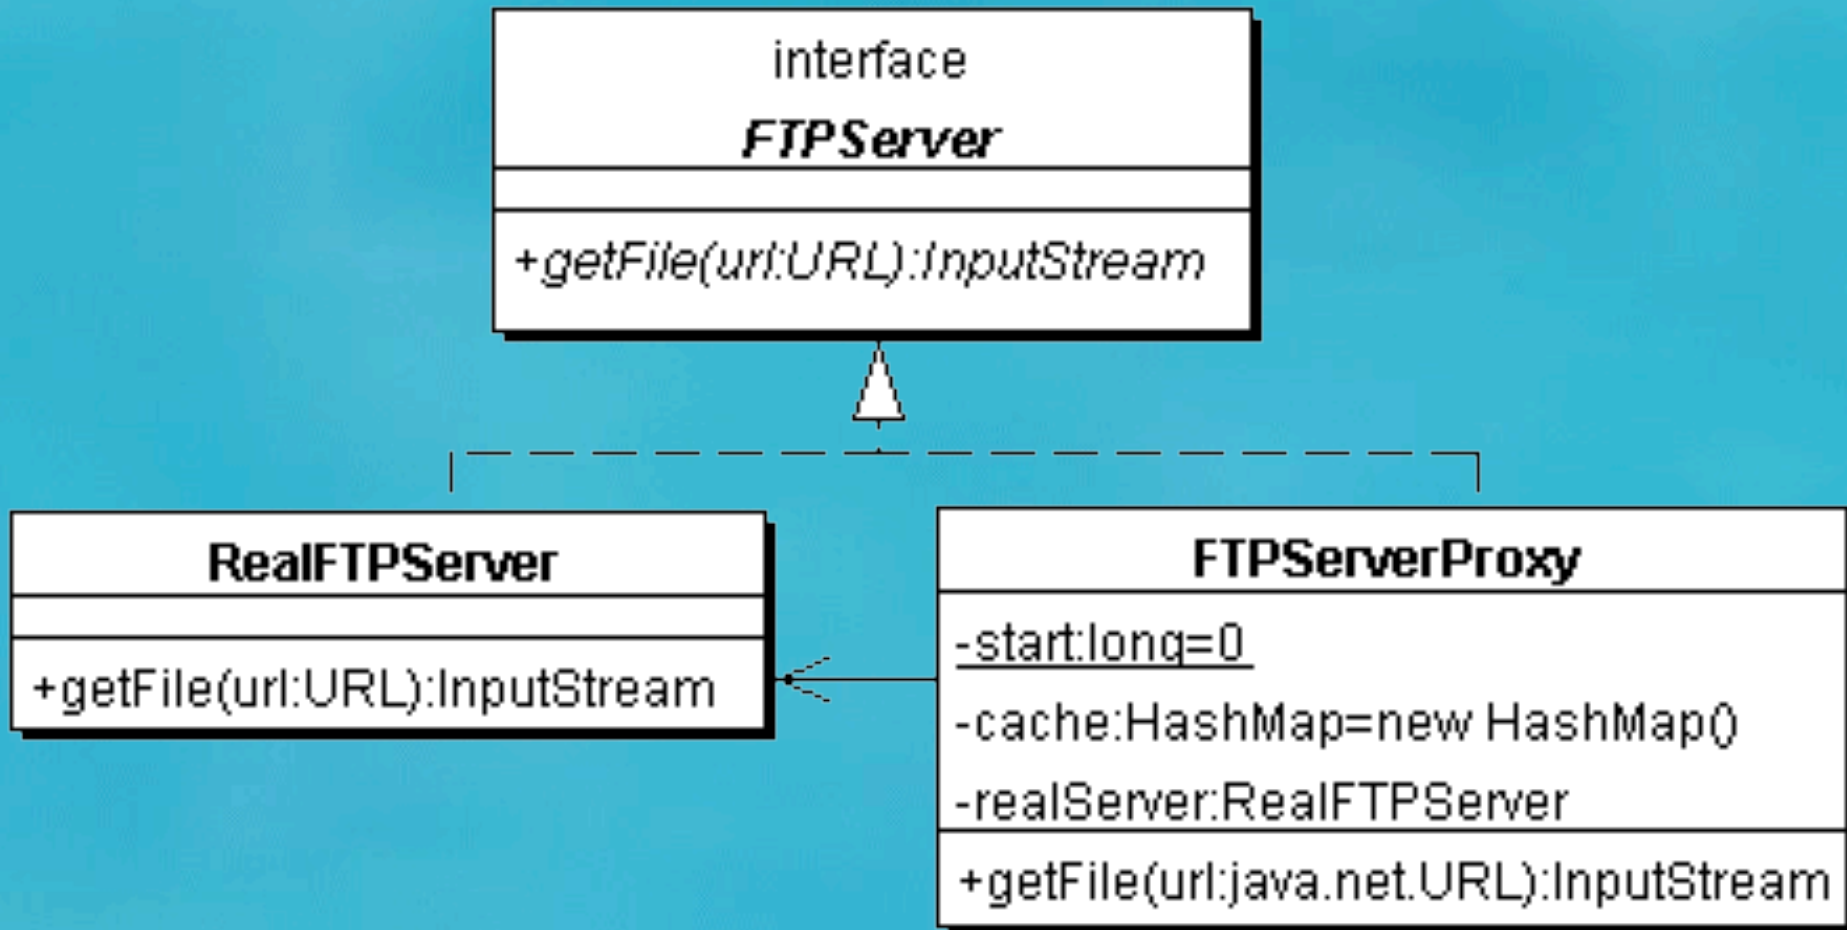 interface
FTPServer
+getFile(url:URL):InputStream
RealFTPServer
+getFile(url:URL):InputStream
FTPServerProxy
-start:long=0
-cache:HashMap=new HashMap()
-realServer:RealFTPServer
+getFile(url:java.net.URL):InputStream